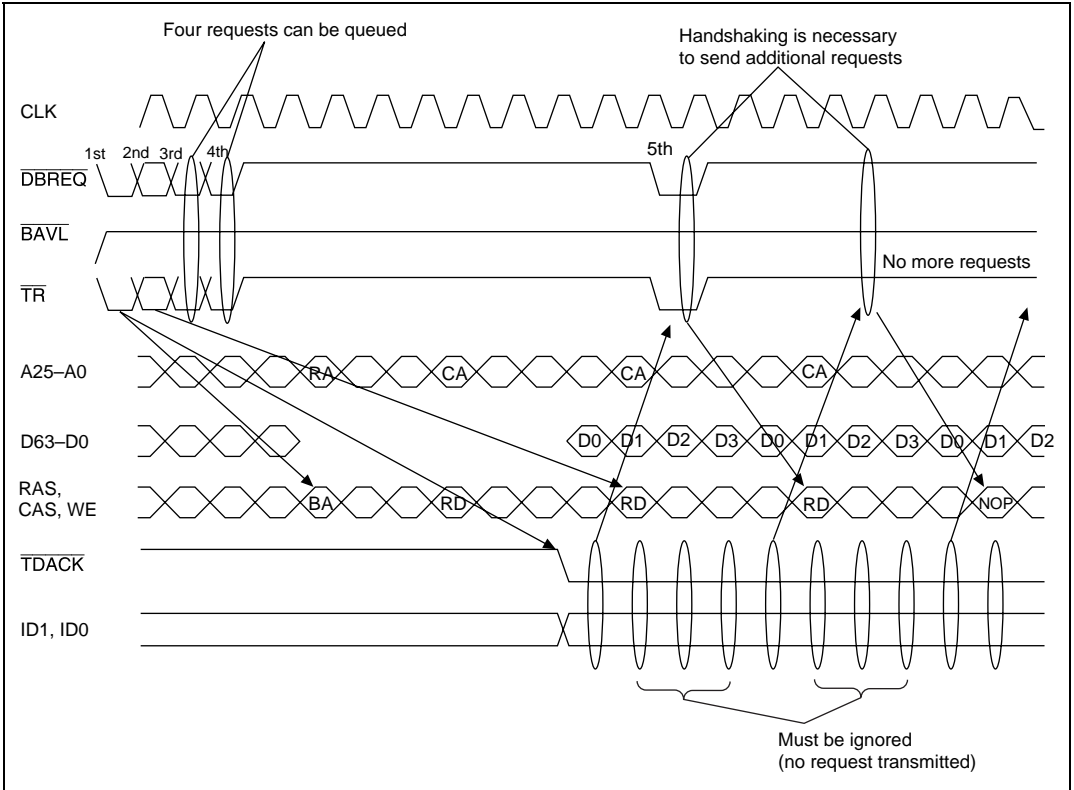 Four requests can be queued
Handshaking is necessary
to send additional requests
CLK
1st 2nd 3rd 4th 5th
DBREQ
BAVL
No more requests
TR
A25–A0 RA CA CA CA
D63–D0 D0 D1 D2 D3 D0 D1 D2 D3 D0 D1 D2
RAS,
CAS, WE BA RD RD RD NOP
TDACK
ID1, ID0
Must be ignored
(no request transmitted)